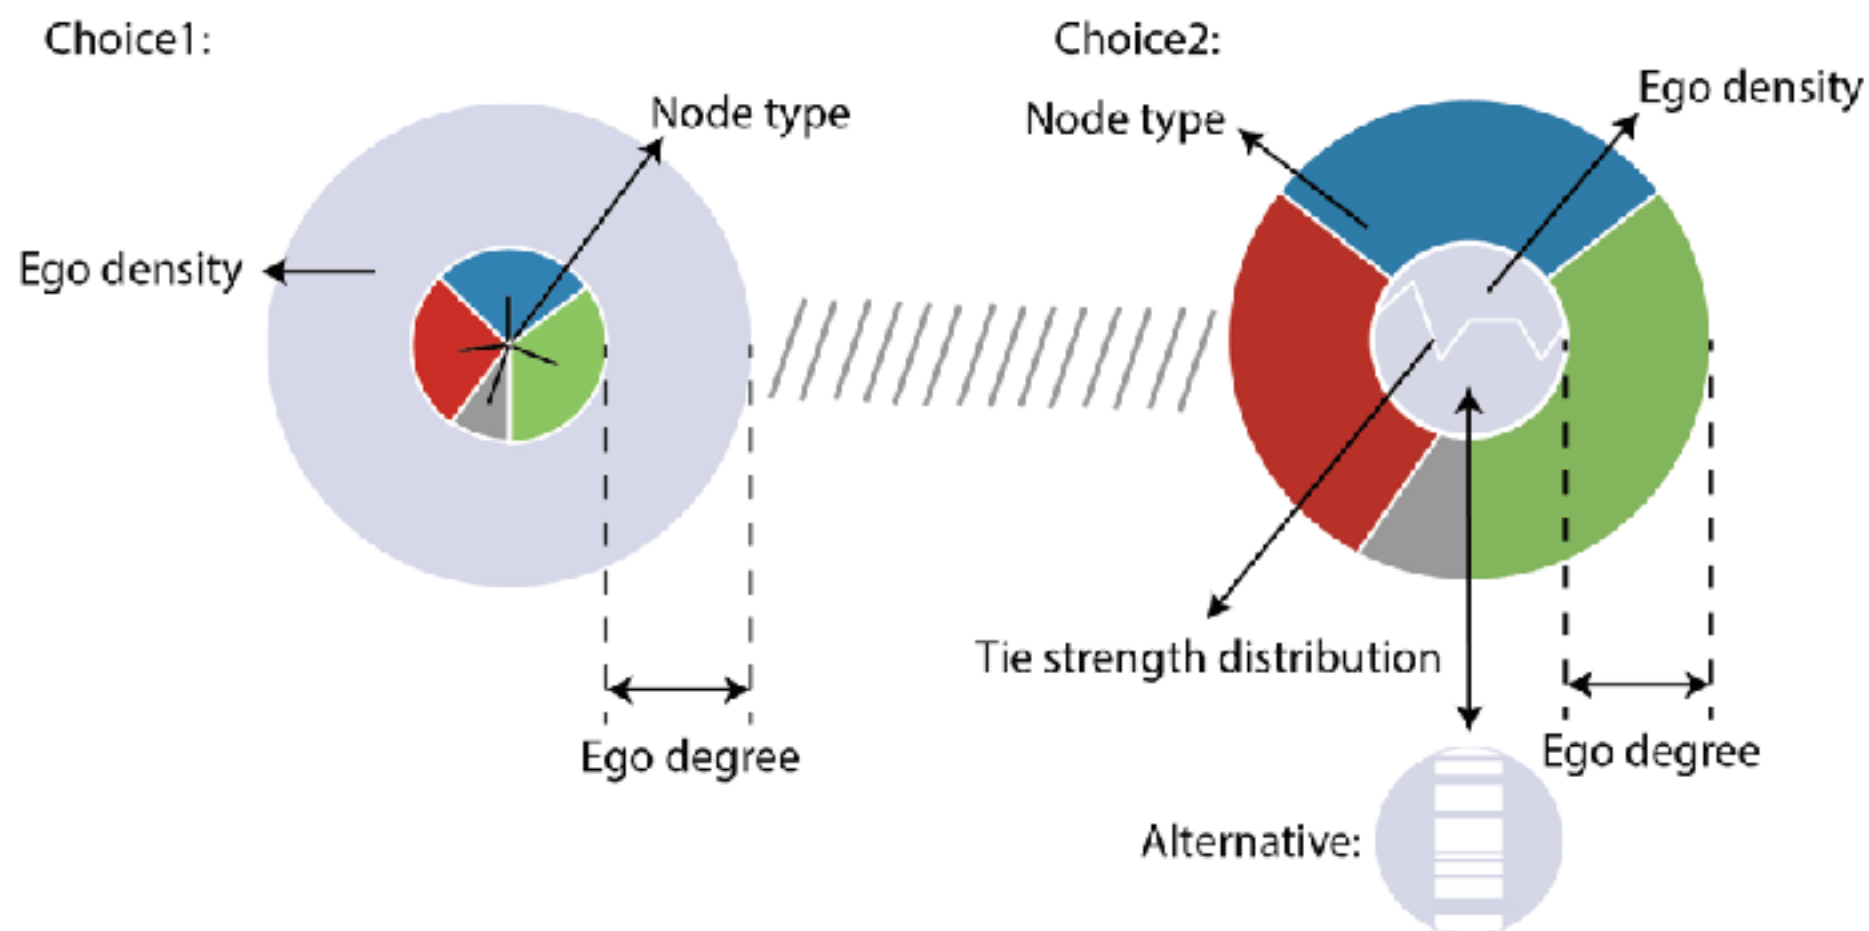 Choice1:
Node type
Ego density
Ego degree
Choice2:
Ego density
Node type
Tie strength distribution
Ego degree
Alternative: